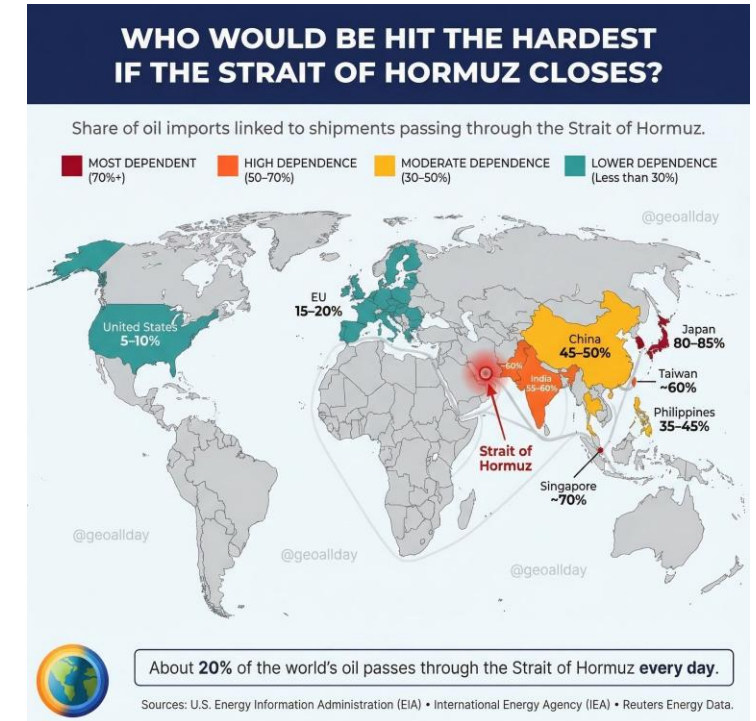 WHO WOULD BE HIT THE HARDEST
IF THE STRAIT OF HORMUZ CLOSES?
Share of oil imports linked to shipments passing through the Strait of Hormuz.
MOST DEPENDENT
(70%+)
HIGH DEPENDENCE
(50–70%)
MODERATE DEPENDENCE
(30–50%)
LOWER DEPENDENCE
(Less than 30%)
@geoallday
EU
15–20%
United States
5–10%
China
45–50%
Japan
80–85%
~60%
India
55–60%
Taiwan
~60%
Philippines
35–45%
Strait of
Hormuz
Singapore
~70%
@geoallday
@geoallday
@geoallday
About 20% of the world's oil passes through the Strait of Hormuz every day.
Sources: U.S. Energy Information Administration (EIA) • International Energy Agency (IEA) • Reuters Energy Data.